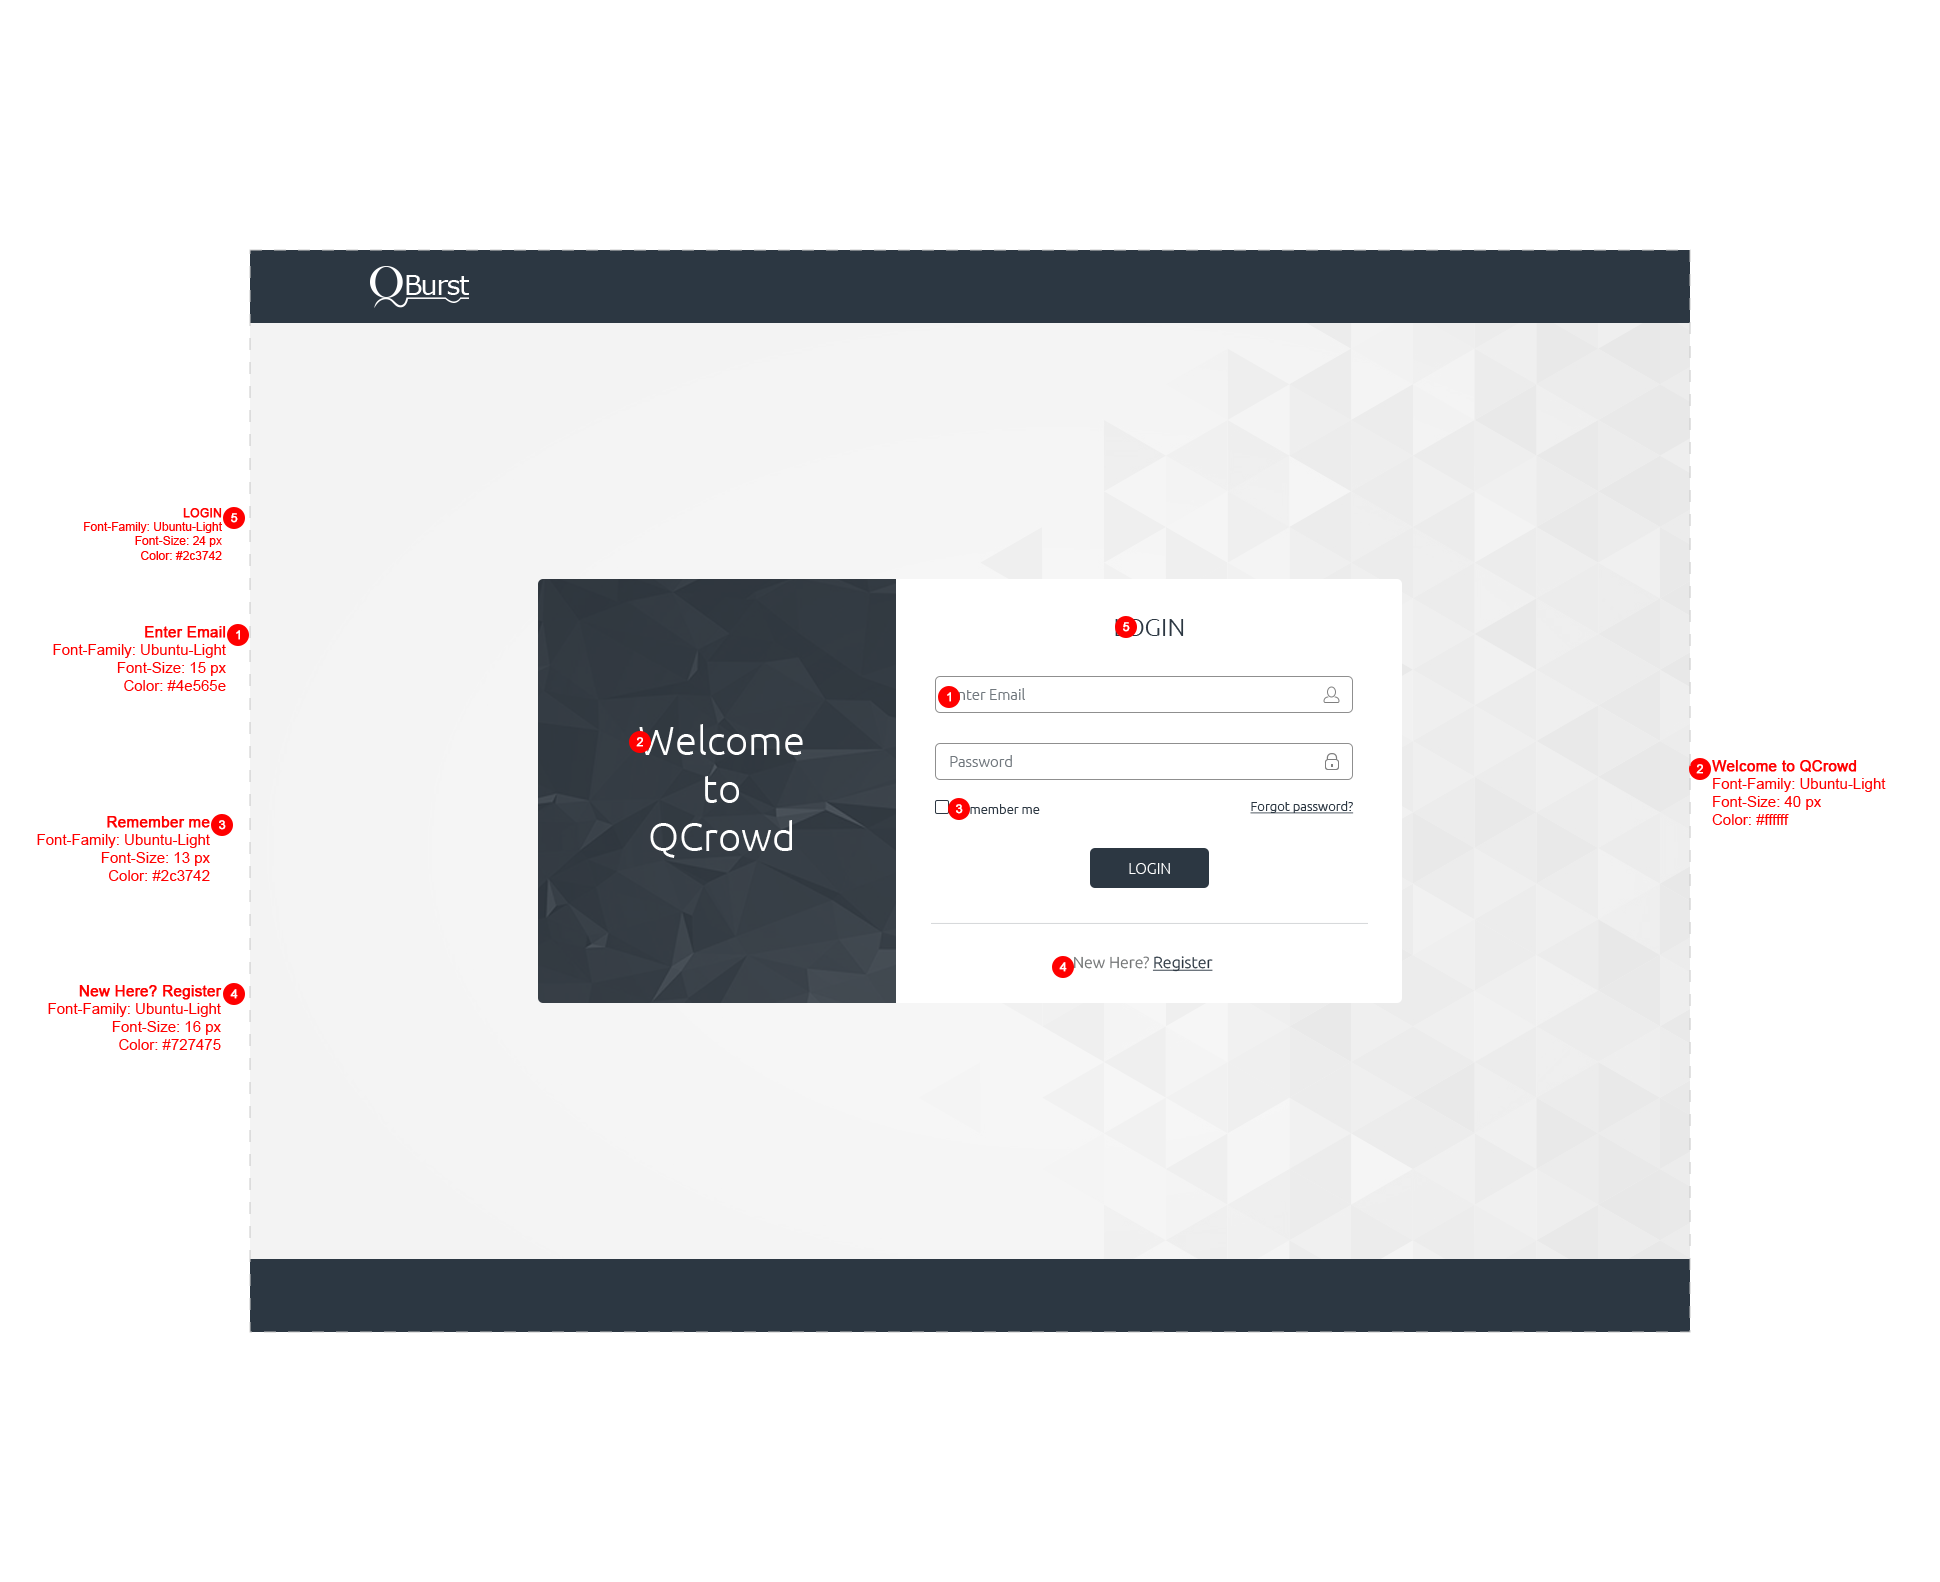 QBurst
LOGIN 5
Font-Family: Ubuntu-Light
Font-Size: 24 px
Color: #2c3742
Enter Email 1
Font-Family: Ubuntu-Light
Font-Size: 15 px
Color: #4e565e
Remember me 3
Font-Family: Ubuntu-Light
Font-Size: 13 px
Color: #2c3742
New Here? Register 4
Font-Family: Ubuntu-Light
Font-Size: 16 px
Color: #727475
2 Welcome
to
QCrowd
5 LOGIN
1 nter Email
Password
3 member me
Forgot password?
LOGIN
4 New Here? Register
2 Welcome to QCrowd
Font-Family: Ubuntu-Light
Font-Size: 40 px
Color: #ffffff